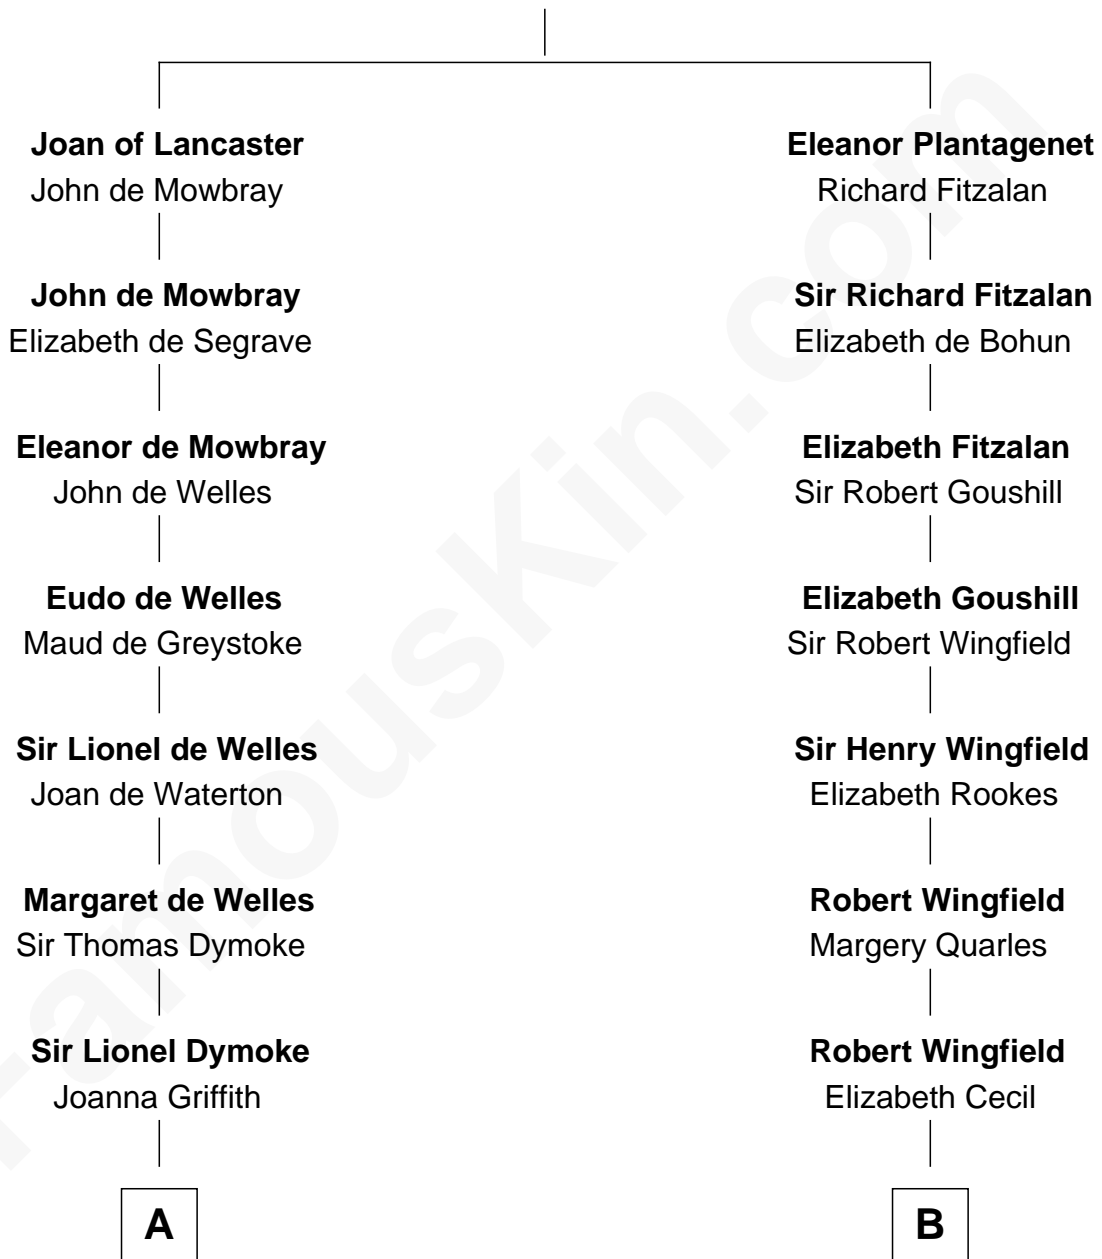 Joan of Lancaster
John de Mowbray
John de Mowbray
Elizabeth de Segrave
Eleanor de Mowbray
John de Welles
Eudo de Welles
Maud de Greystoke
Sir Lionel de Welles
Joan de Waterton
Margaret de Welles
Sir Thomas Dymoke
Sir Lionel Dymoke
Joanna Griffith
A
Eleanor Plantagenet
Richard Fitzalan
Sir Richard Fitzalan
Elizabeth de Bohun
Elizabeth Fitzalan
Sir Robert Goushill
Elizabeth Goushill
Sir Robert Wingfield
Sir Henry Wingfield
Elizabeth Rookes
Robert Wingfield
Margery Quarles
Robert Wingfield
Elizabeth Cecil
B
FamousKin.com